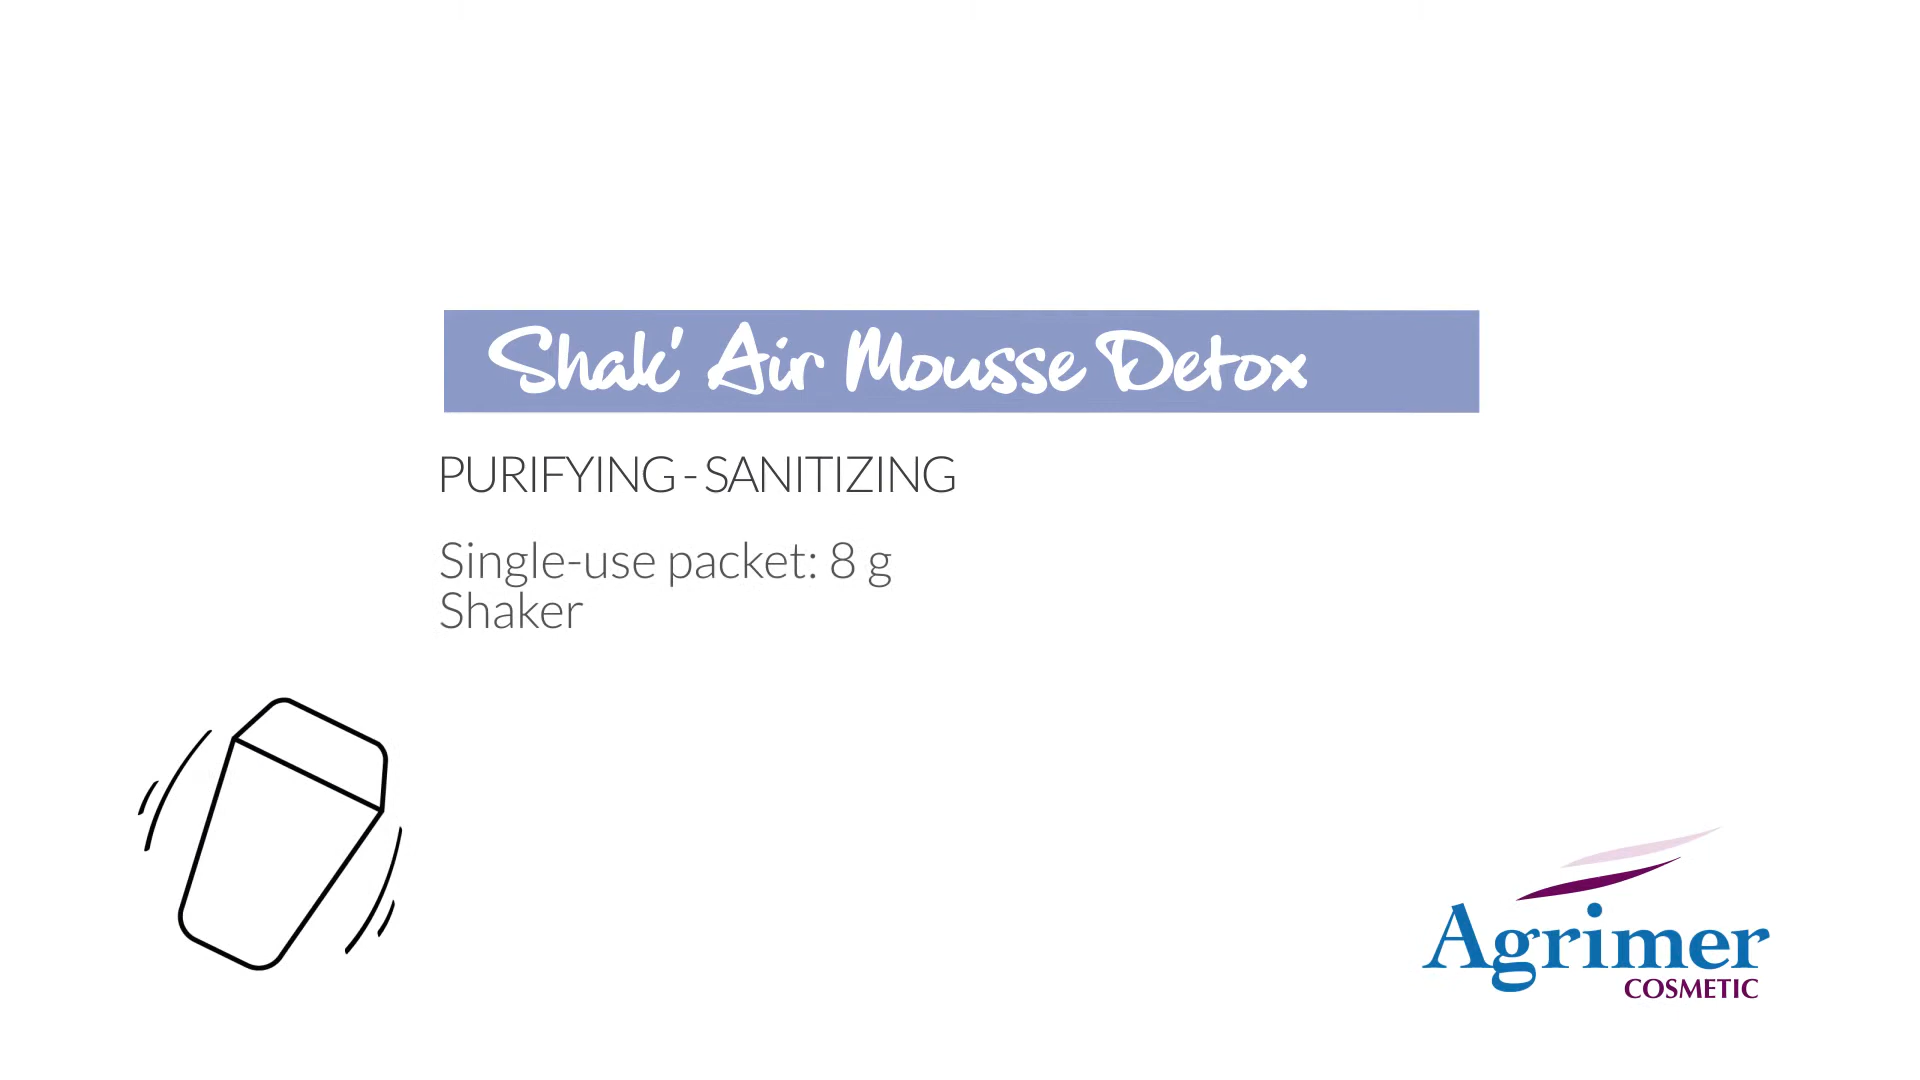 Shak' Air Mousse Detox
PURIFYING - SANITIZING
Single-use packet: 8 g
Shaker
Agrimer
COSMETIC